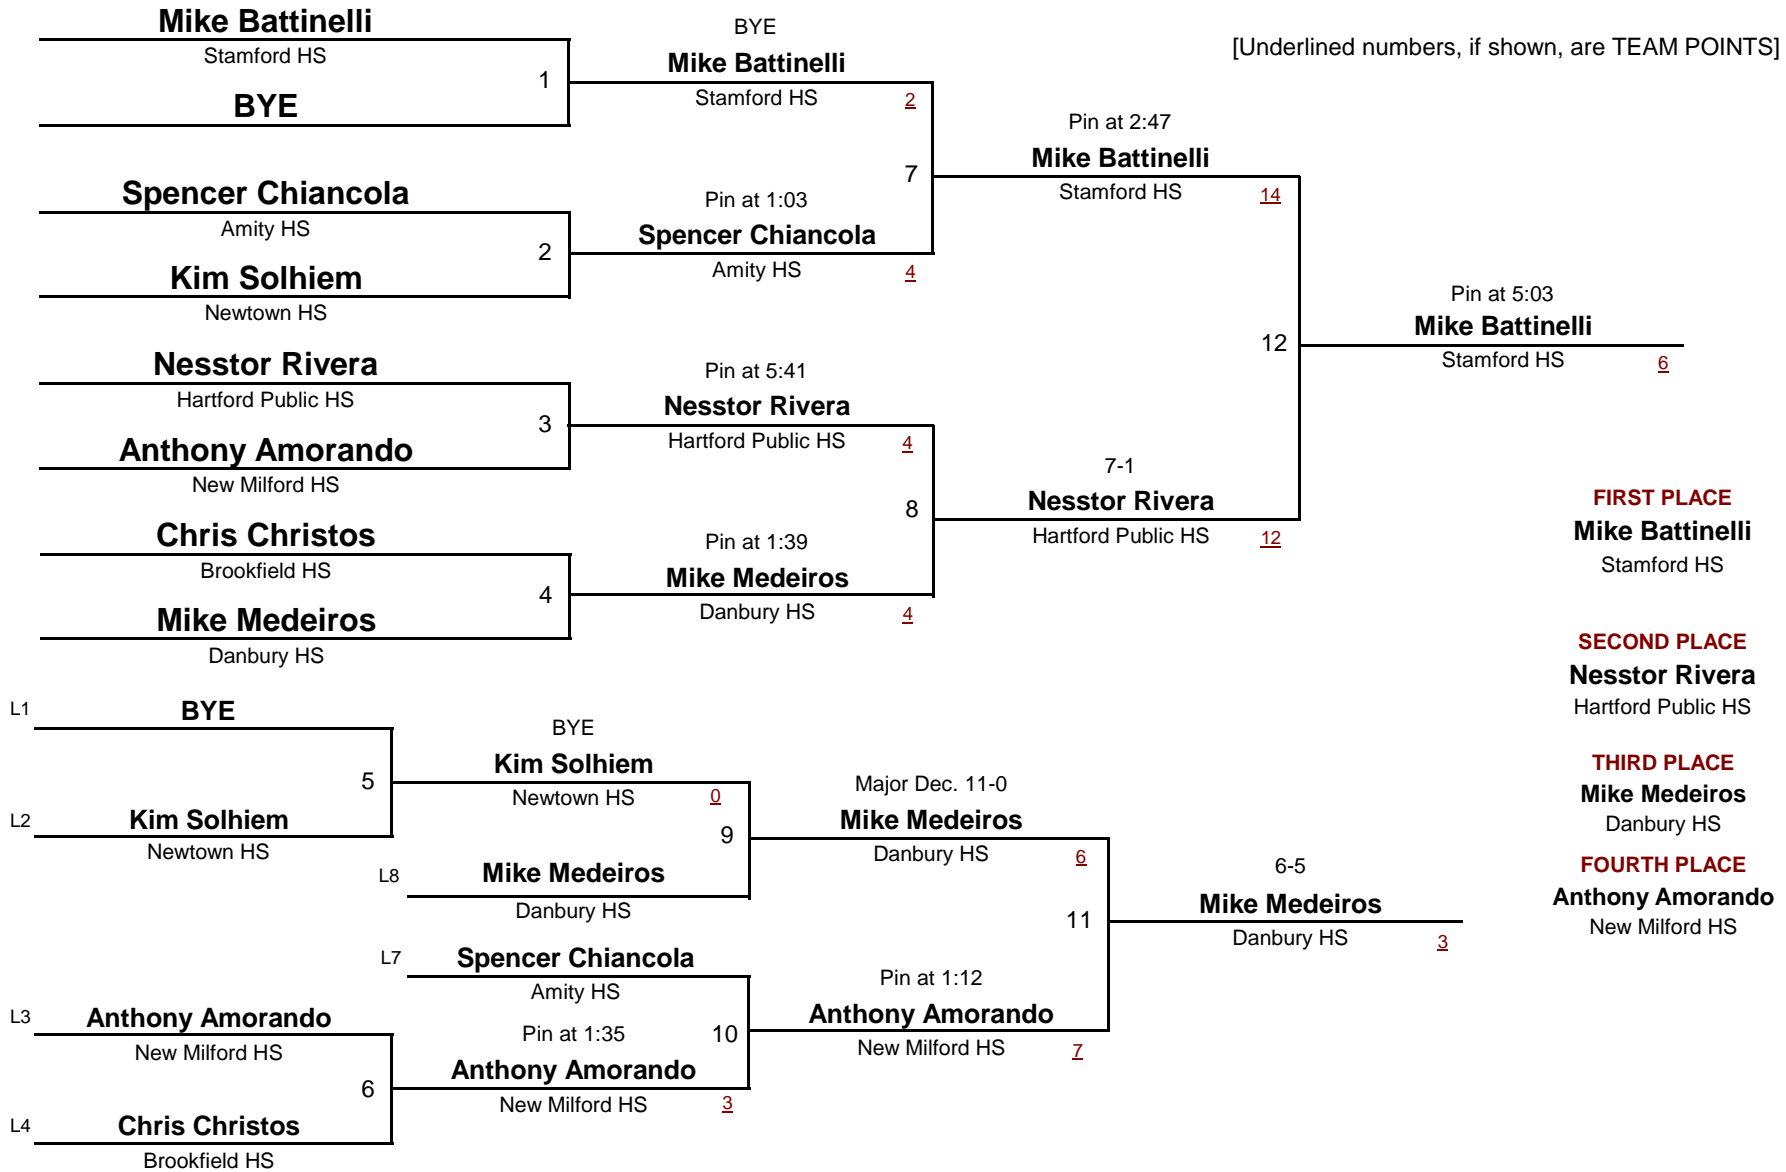 Mike Battinelli
Stamford HS
1
BYE
Spencer Chiancola
Amity HS
2
Kim Solhiem
Newtown HS
Nesstor Rivera
Hartford Public HS
3
Anthony Amorando
New Milford HS
Chris Christos
Brookfield HS
4
Mike Medeiros
Danbury HS
BYE
Mike Battinelli
Stamford HS
2
7
Pin at 1:03
Spencer Chiancola
Amity HS
4
Pin at 5:41
Nesstor Rivera
Hartford Public HS
4
8
Pin at 1:39
Mike Medeiros
Danbury HS
4
[Underlined numbers, if shown, are TEAM POINTS]
Pin at 2:47
Mike Battinelli
Stamford HS
14
12
7-1
Nesstor Rivera
Hartford Public HS
12
Pin at 5:03
Mike Battinelli
Stamford HS
6
FIRST PLACE
Mike Battinelli
Stamford HS
SECOND PLACE
Nesstor Rivera
Hartford Public HS
THIRD PLACE
Mike Medeiros
Danbury HS
FOURTH PLACE
Anthony Amorando
New Milford HS
L1
BYE
5
L2
Kim Solhiem
Newtown HS
L3
Anthony Amorando
New Milford HS
6
L4
Chris Christos
Brookfield HS
BYE
Kim Solhiem
Newtown HS
0
9
L8
Mike Medeiros
Danbury HS
L7
Spencer Chiancola
Amity HS
10
Pin at 1:35
Anthony Amorando
New Milford HS
3
Major Dec. 11-0
Mike Medeiros
Danbury HS
6
11
Pin at 1:12
Anthony Amorando
New Milford HS
7
6-5
Mike Medeiros
Danbury HS
3